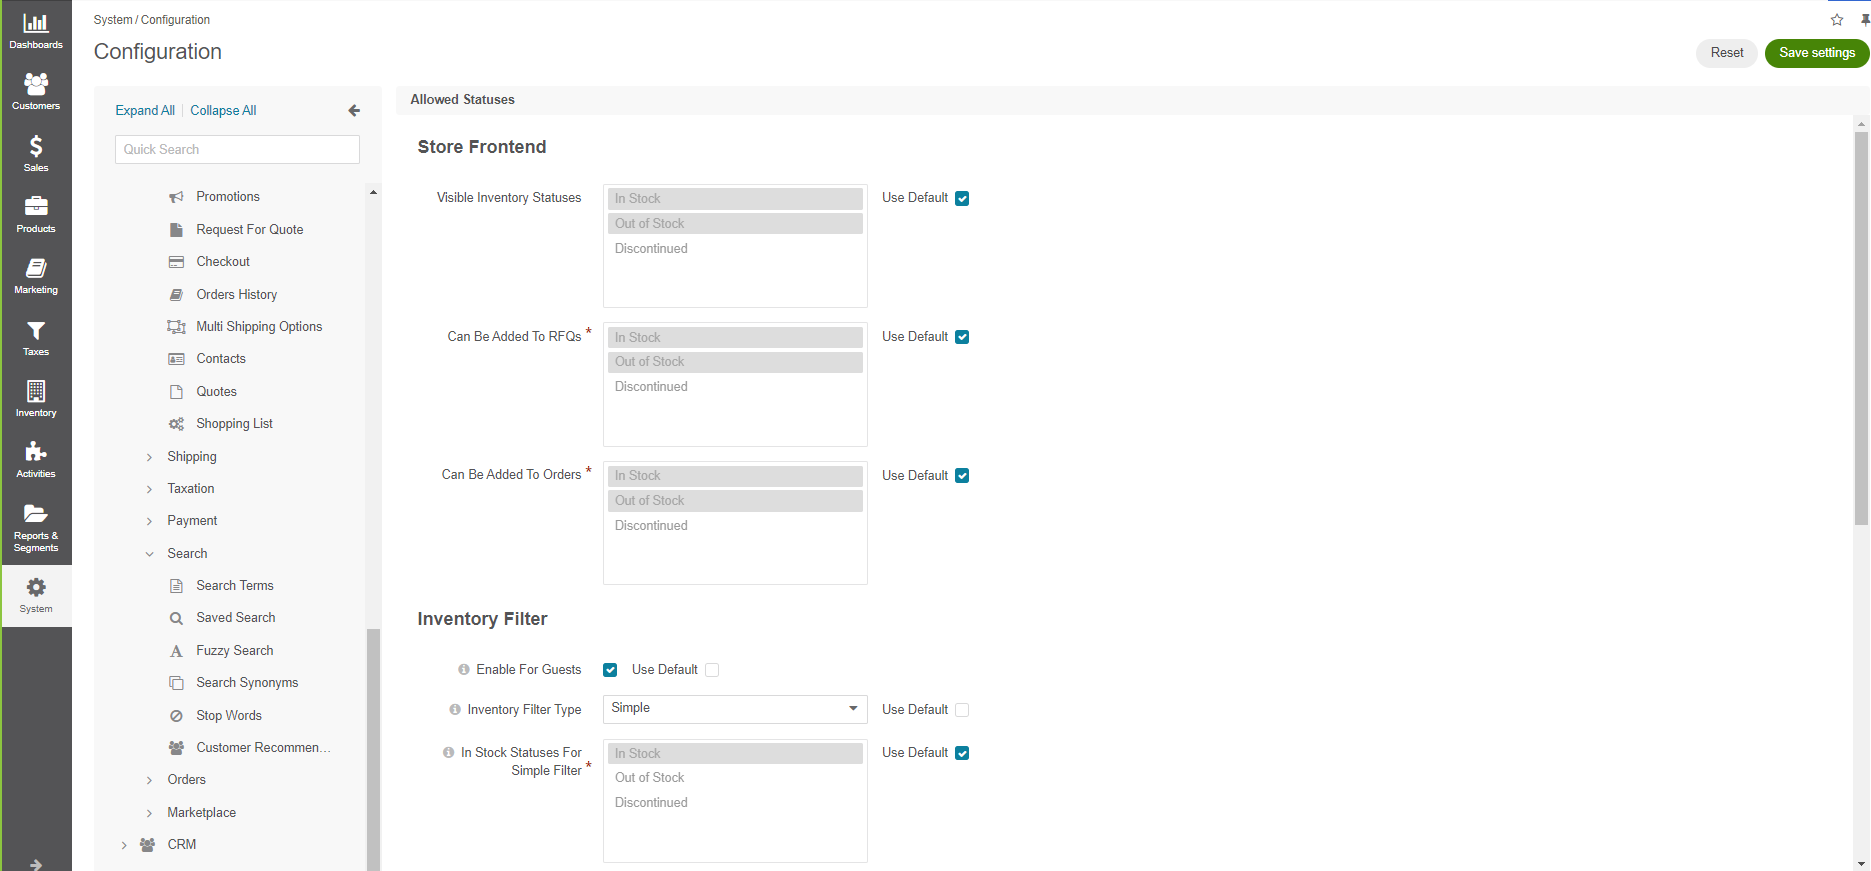 Dashboards
Customers
Sales
Products
Marketing
Taxes
Inventory
Activities
Reports &
Segments
System
System / Configuration
Configuration
Reset
Save settings
Expand All
Collapse All
Quick Search
Promotions
Request For Quote
Checkout
Orders History
Multi Shipping Options
Contacts
Quotes
Shopping List
Shipping
Taxation
Payment
Search
Search Terms
Saved Search
Fuzzy Search
Search Synonyms
Stop Words
Customer Recommen...
Orders
Marketplace
CRM
Allowed Statuses
Store Frontend
Visible Inventory Statuses
In Stock
Out of Stock
Discontinued
Use Default
Can Be Added To RFQs *
In Stock
Out of Stock
Discontinued
Use Default
Can Be Added To Orders *
In Stock
Out of Stock
Discontinued
Use Default
Inventory Filter
Enable For Guests
Use Default
Inventory Filter Type
Simple
Use Default
In Stock Statuses For
Simple Filter *
In Stock
Out of Stock
Discontinued
Use Default